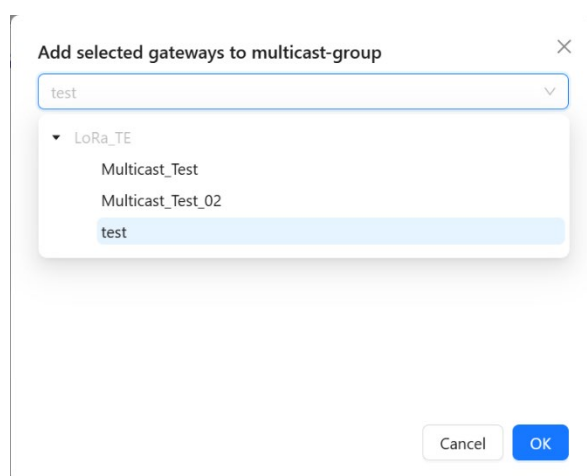 Add selected gateways to multicast-group
test
LoRa_TE
Multicast_Test
Multicast_Test_02
test
Cancel
OK